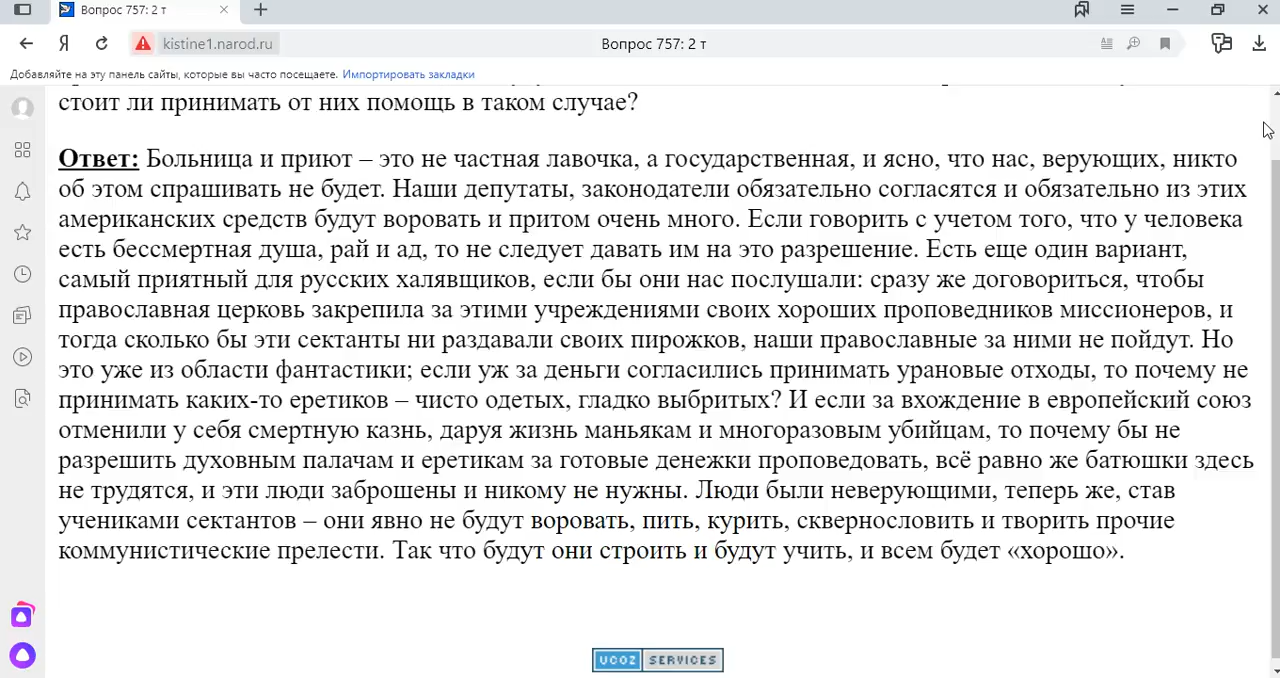 Вопрос 757: 2 т
kistine1.narod.ru
Вопрос 757: 2 т
Добавляйте на эту панель сайты, которые вы часто посещаете. Импортировать закладки
стоит ли принимать от них помощь в таком случае?
Ответ: Больница и приют – это не частная лавочка, а государственная, и ясно, что нас, верующих, никто
об этом спрашивать не будет. Наши депутаты, законодатели обязательно согласятся и обязательно из этих
американских средств будут воровать и притом очень много. Если говорить с учетом того, что у человека
есть бессмертная душа, рай и ад, то не следует давать им на это разрешение. Есть еще один вариант,
самый приятный для русских халявщиков, если бы они нас послушали: сразу же договориться, чтобы
православная церковь закрепила за этими учреждениями своих хороших проповедников миссионеров, и
тогда сколько бы эти сектанты ни раздавали своих пирожков, наши православные за ними не пойдут. Но
это уже из области фантастики; если уж за деньги согласились принимать урановые отходы, то почему не
принимать каких-то еретиков – чисто одетых, гладко выбритых? И если за вхождение в европейский союз
отменили у себя смертную казнь, даруя жизнь маньякам и многоразовым убийцам, то почему бы не
разрешить духовным палачам и еретикам за готовые денежки проповедовать, всё равно же батюшки здесь
не трудятся, и эти люди заброшены и никому не нужны. Люди были неверующими, теперь же, став
учениками сектантов – они явно не будут воровать, пить, курить, сквернословить и творить прочие
коммунистические прелести. Так что будут они строить и будут учить, и всем будет «хорошо».
UCOZ SERVICES